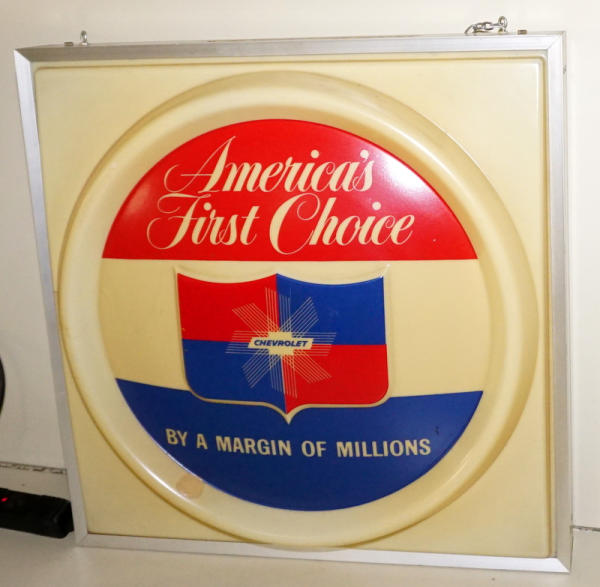 America's
First Choice
CHEVROLET
BY A MARGIN OF MILLIONS